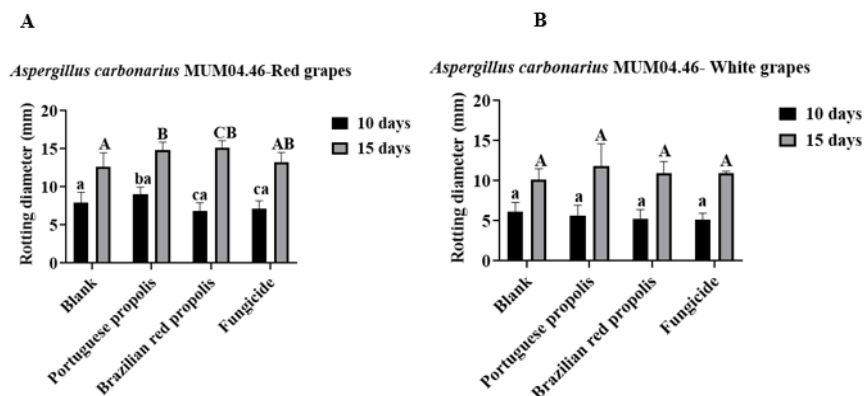 A
Aspergillus carbonarius MUM04.46-Red grapes
Rotting diameter (mm)
20
15
10
5
0
a
A
ba
B
ca
CB
ca
AB
10 days
15 days
Blank
Portuguese propolis
Brazilian red propolis
Fungicide
B
Aspergillus carbonarius MUM04.46- White grapes
Rotting diameter (mm)
20
15
10
5
0
a
A
a
A
a
A
a
A
10 days
15 days
Blank
Portuguese propolis
Brazilian red propolis
Fungicide